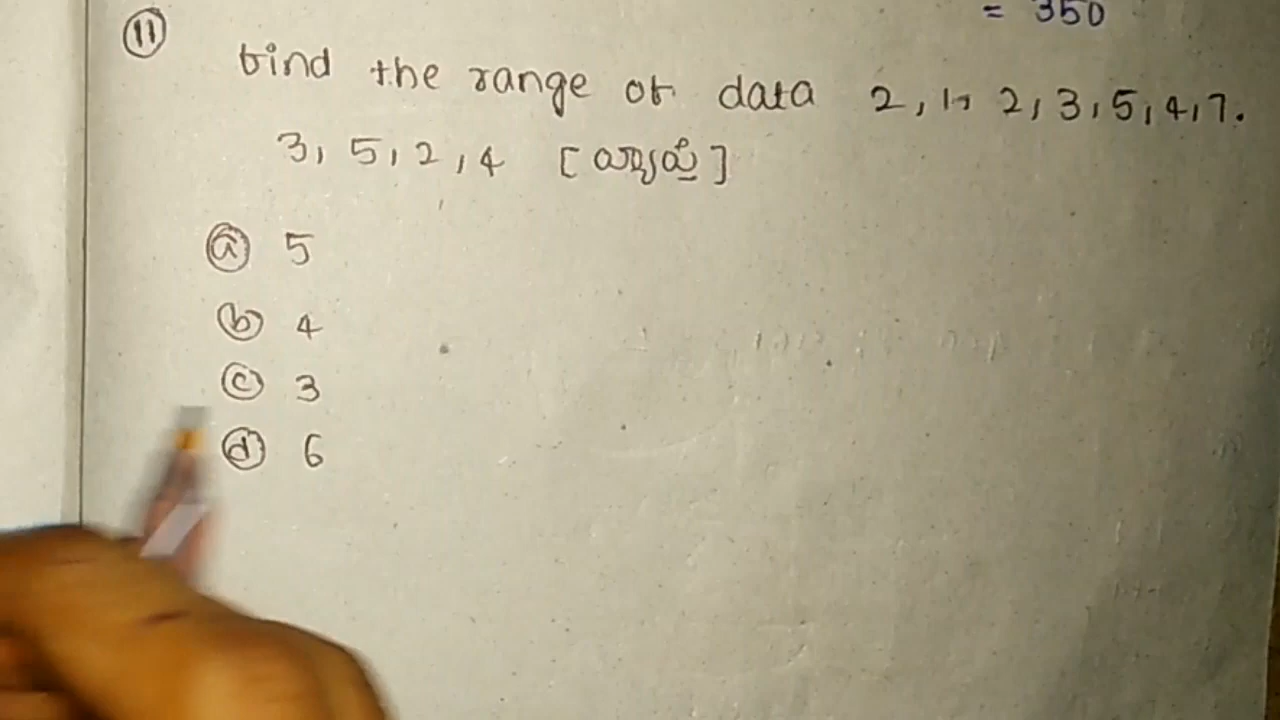 = 350
11
find the range of data 2, 1, 2, 3, 5, 4, 7.
3, 5, 2, 4 [వ్యాప్తి]
a 5
b 4
c 3
d 6